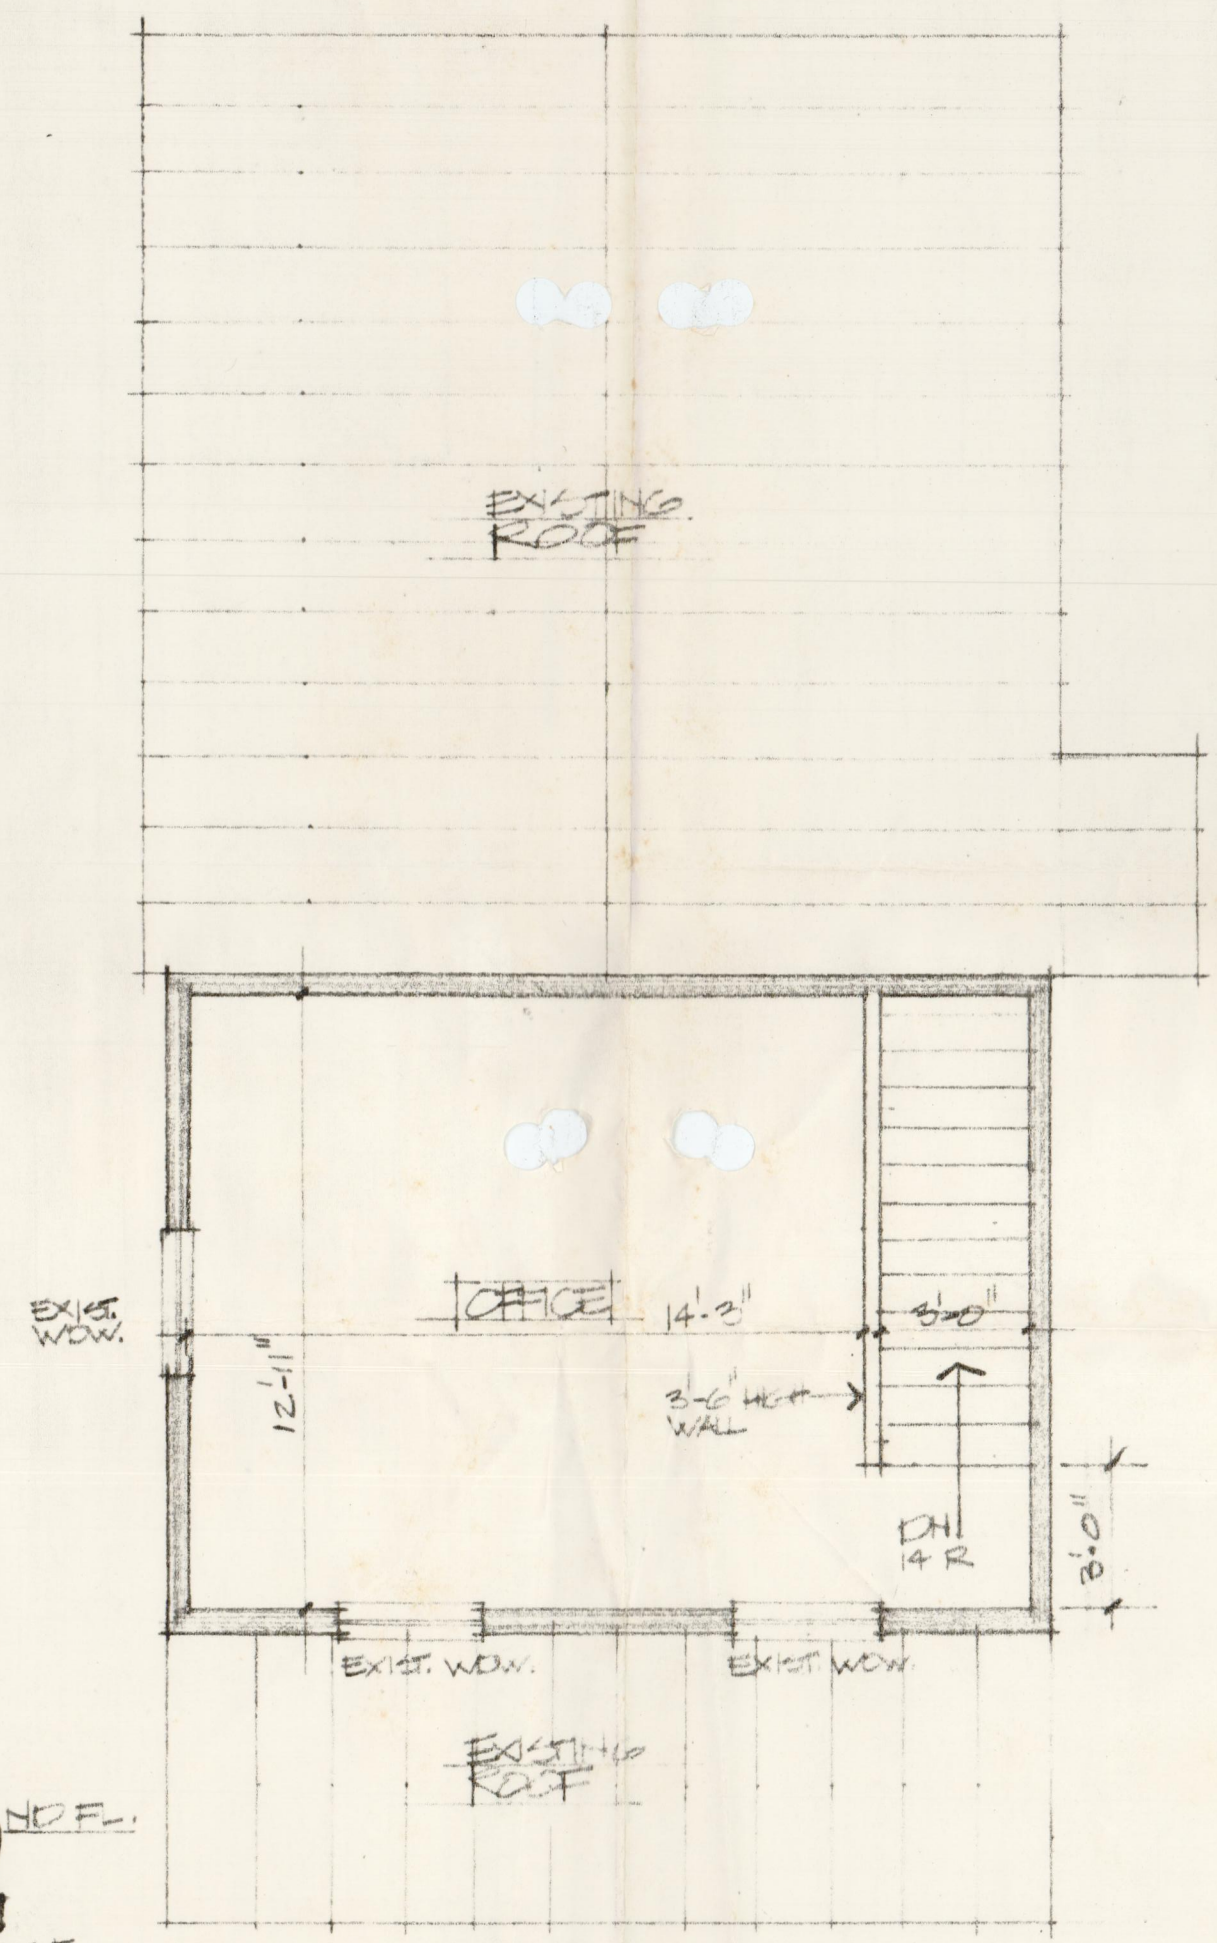 EXISTING
ROOF
OFFICE
14'-3"
3'-0"
EXIST.
WDW.
12'-11"
3'-6" HIGH
WALL
DN
14 R
3'-0"
EXIST. WDW.
EXIST. WDW.
EXISTING
ROOF
ND FL.